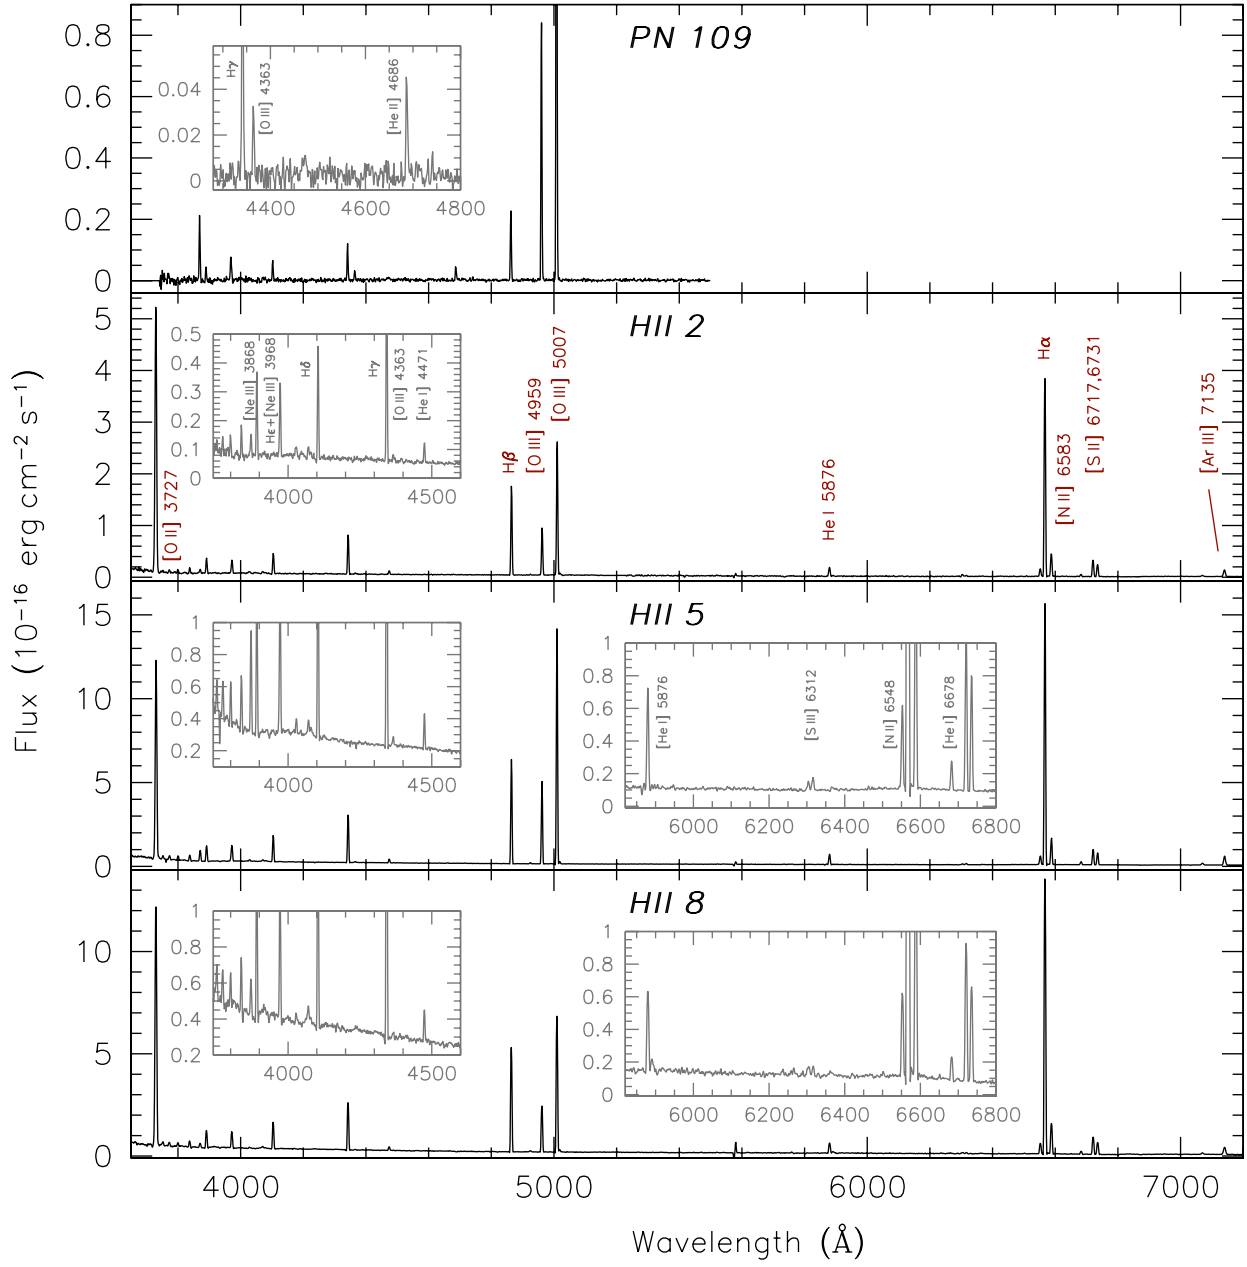 PN 109
0.8
0.6
0.4
0.2
0
0.04
0.02
0
Hγ
[O III] 4363
[He II] 4686
4400
4600
4800
HII 2
5
4
3
2
1
0
0.5
0.4
0.3
0.2
0.1
0
[Ne III] 3868
Hε+[Ne III] 3968
Hδ
Hγ
[O III] 4363
[He I] 4471
4000
4500
[O II] 3727
Hβ
[O III] 4959
[O III] 5007
He I 5876
Hα
[N II] 6583
[S II] 6717,6731
[Ar III] 7135
HII 5
15
10
5
0
1
0.8
0.6
0.4
0.2
4000
4500
1
0.8
0.6
0.4
0.2
0
[He I] 5876
[S III] 6312
[N II] 6548
[He I] 6678
6000
6200
6400
6600
6800
HII 8
10
5
0
1
0.8
0.6
0.4
0.2
4000
4500
1
0.8
0.6
0.4
0.2
0
6000
6200
6400
6600
6800
4000
5000
6000
7000
Wavelength (Å)
Flux (10⁻¹⁶ erg cm⁻² s⁻¹)